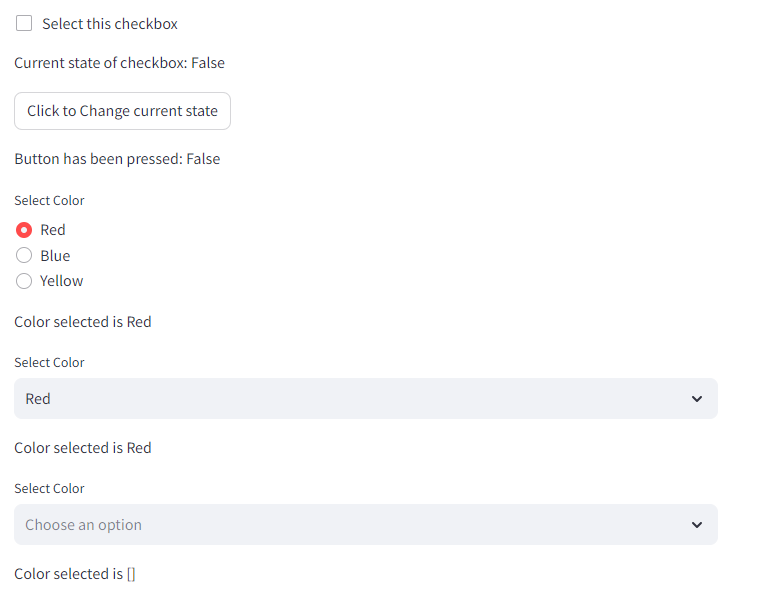 Select this checkbox
Current state of checkbox: False
Click to Change current state
Button has been pressed: False
Select Color
Red
Blue
Yellow
Color selected is Red
Select Color
Red
Color selected is Red
Select Color
Choose an option
Color selected is []